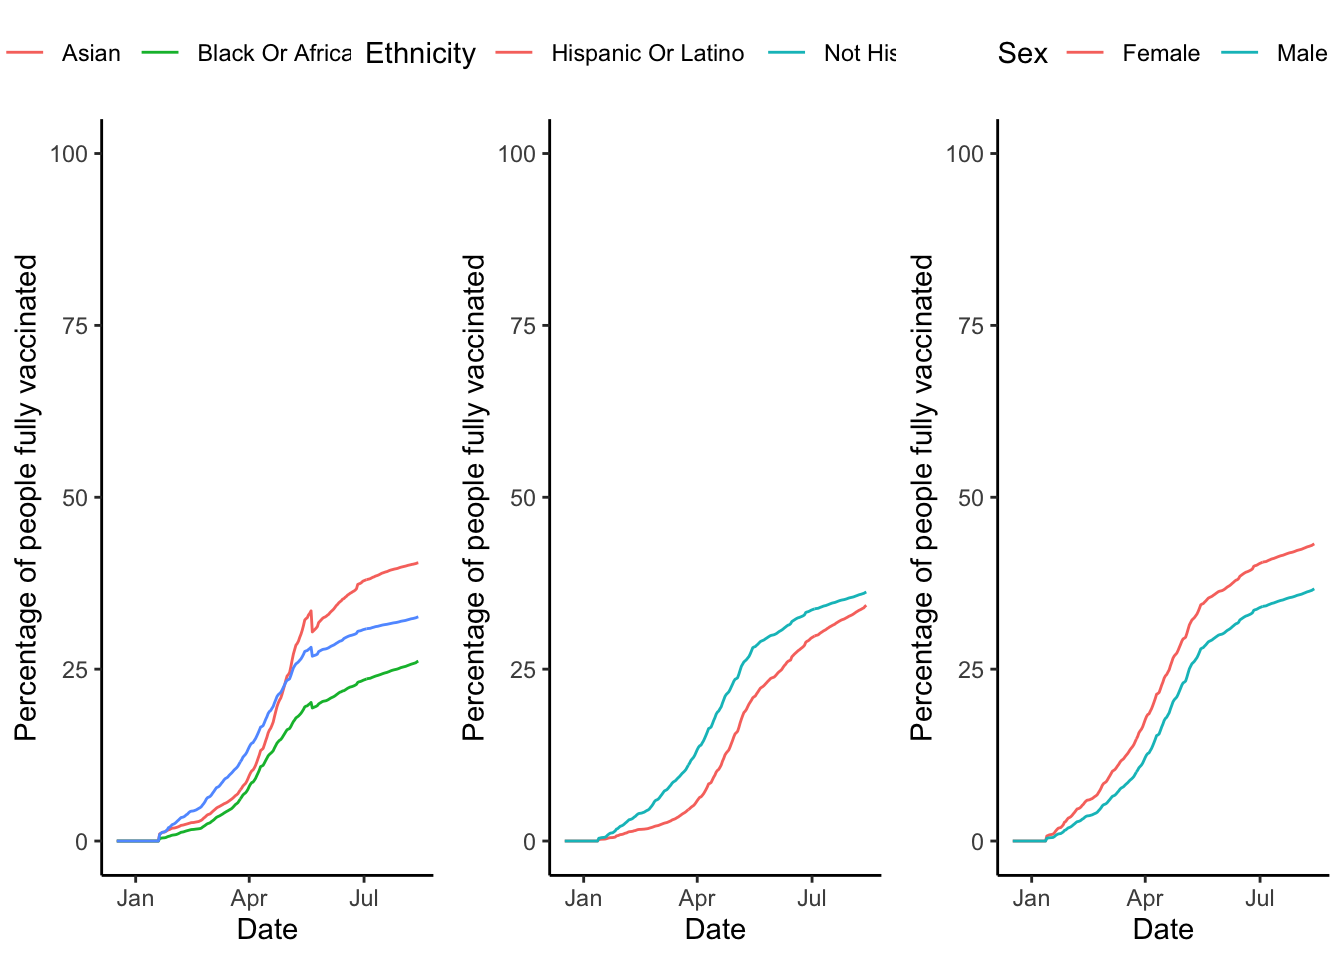 Asian Black Or Africa
Ethnicity Hispanic Or Latino Not His
Sex Female Male
Percentage of people fully vaccinated
100
75
50
25
0
Jan Apr Jul
Date
Percentage of people fully vaccinated
100
75
50
25
0
Jan Apr Jul
Date
Percentage of people fully vaccinated
100
75
50
25
0
Jan Apr Jul
Date